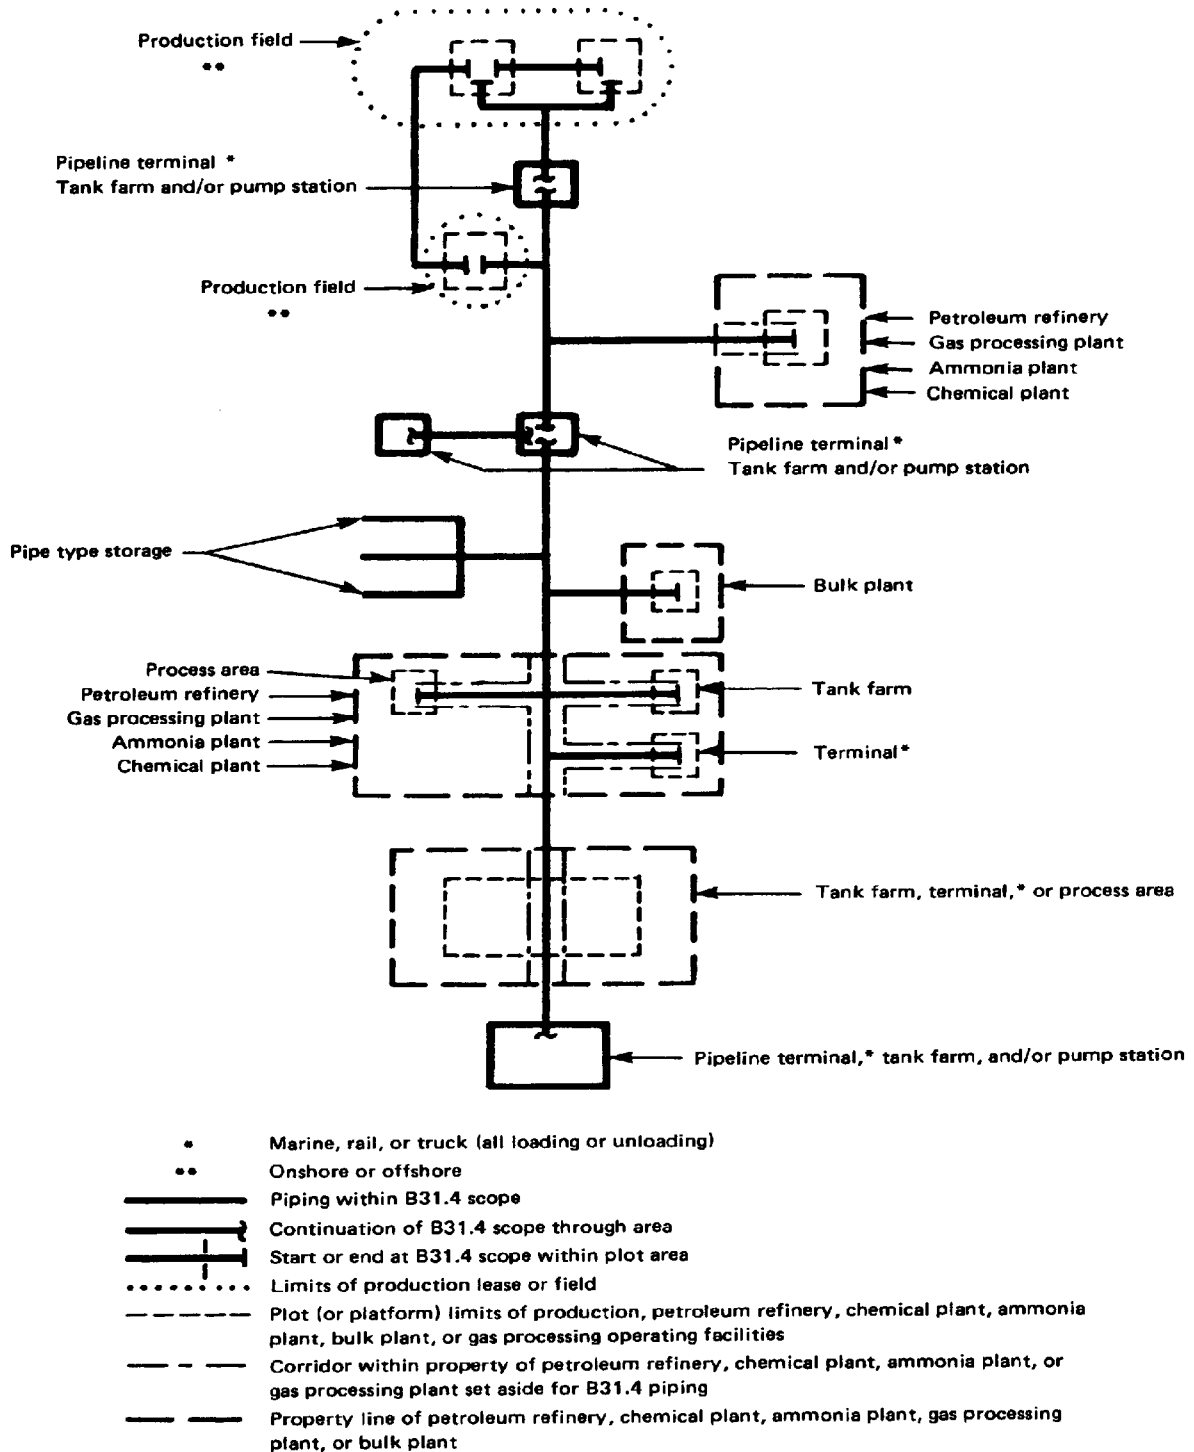 Production field
**
Pipeline terminal *
Tank farm and/or pump station
Production field
**
Petroleum refinery
Gas processing plant
Ammonia plant
Chemical plant
Pipeline terminal*
Tank farm and/or pump station
Pipe type storage
Bulk plant
Process area
Petroleum refinery
Gas processing plant
Ammonia plant
Chemical plant
Tank farm
Terminal*
Tank farm, terminal,* or process area
Pipeline terminal,* tank farm, and/or pump station
* Marine, rail, or truck (all loading or unloading)
** Onshore or offshore
Piping within B31.4 scope
Continuation of B31.4 scope through area
Start or end at B31.4 scope within plot area
Limits of production lease or field
Plot (or platform) limits of production, petroleum refinery, chemical plant, ammonia
plant, bulk plant, or gas processing operating facilities
Corridor within property of petroleum refinery, chemical plant, ammonia plant, or
gas processing plant set aside for B31.4 piping
Property line of petroleum refinery, chemical plant, ammonia plant, gas processing
plant, or bulk plant